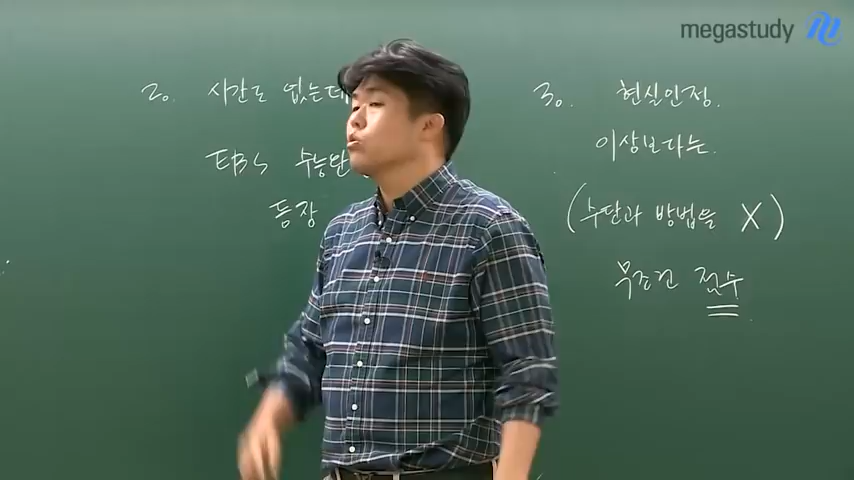 megastudy
2. 시간도 없는데
EBS 수능완
등장
3. 현실인정.
이상보다는.
(수단과 방법을 X)
무조건 점수